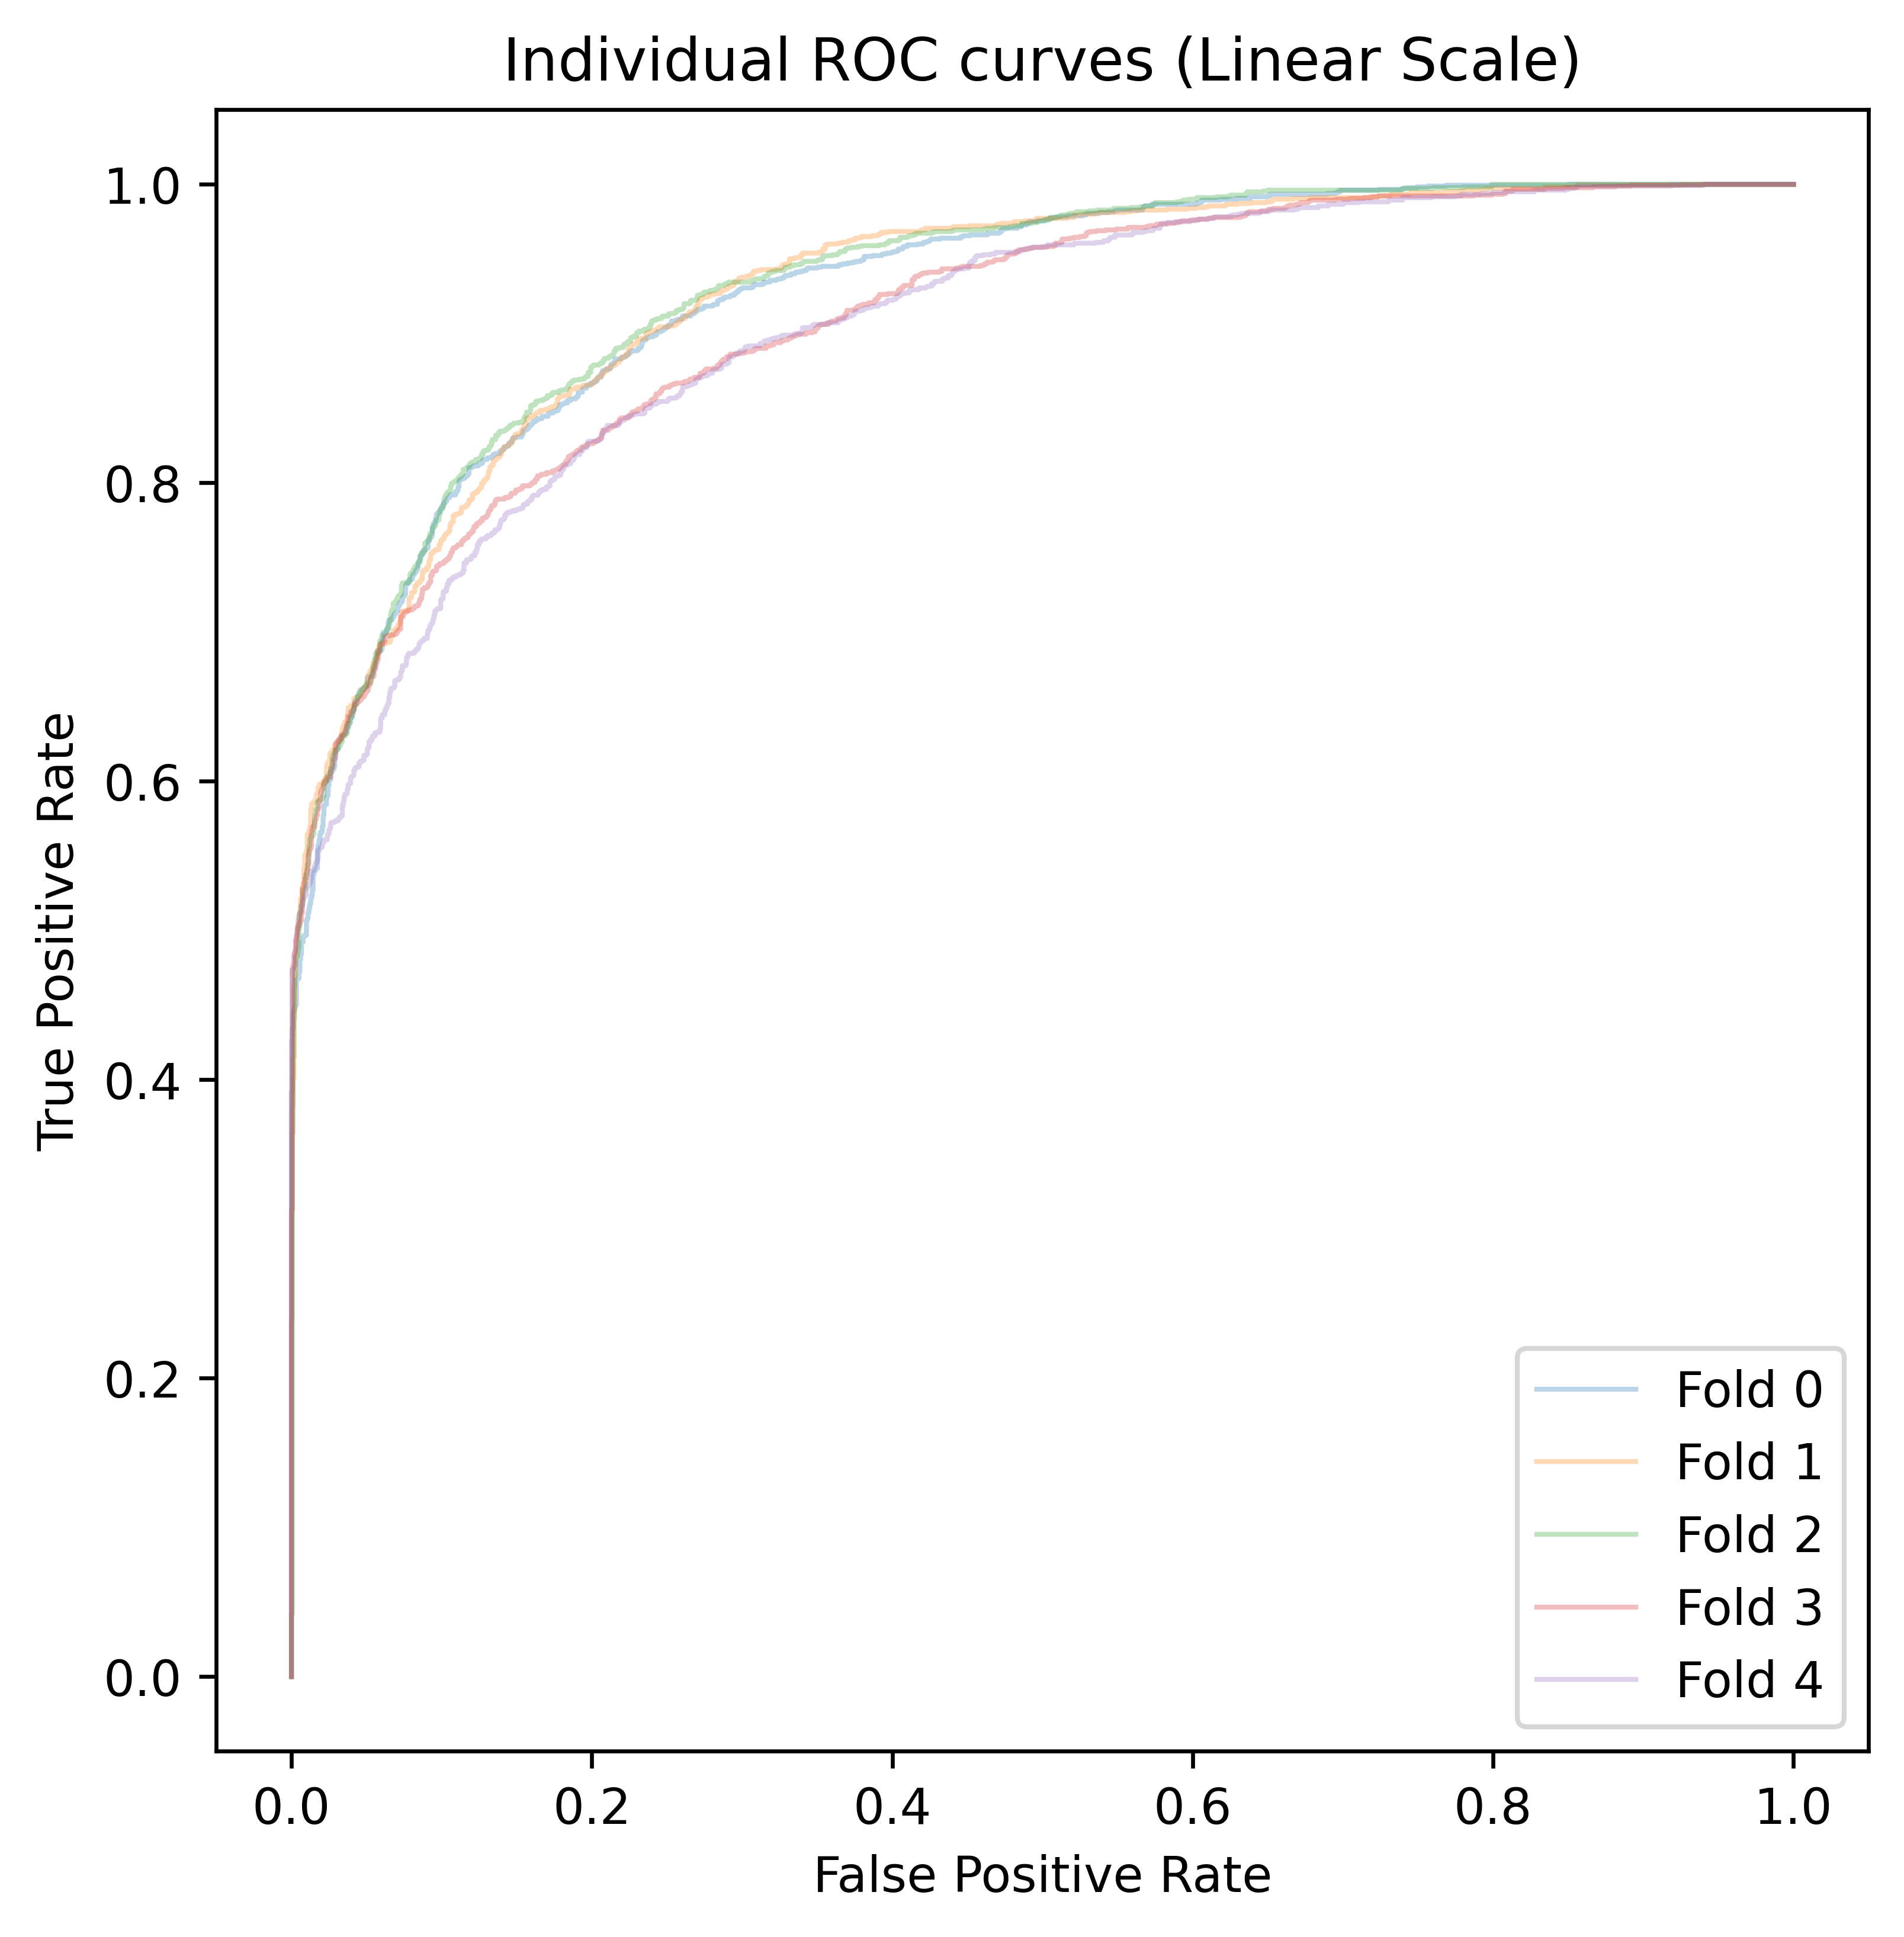 Individual ROC curves (Linear Scale)
True Positive Rate
1.0
0.8
0.6
0.4
0.2
0.0
Fold 0
Fold 1
Fold 2
Fold 3
Fold 4
0.0 0.2 0.4 0.6 0.8 1.0
False Positive Rate